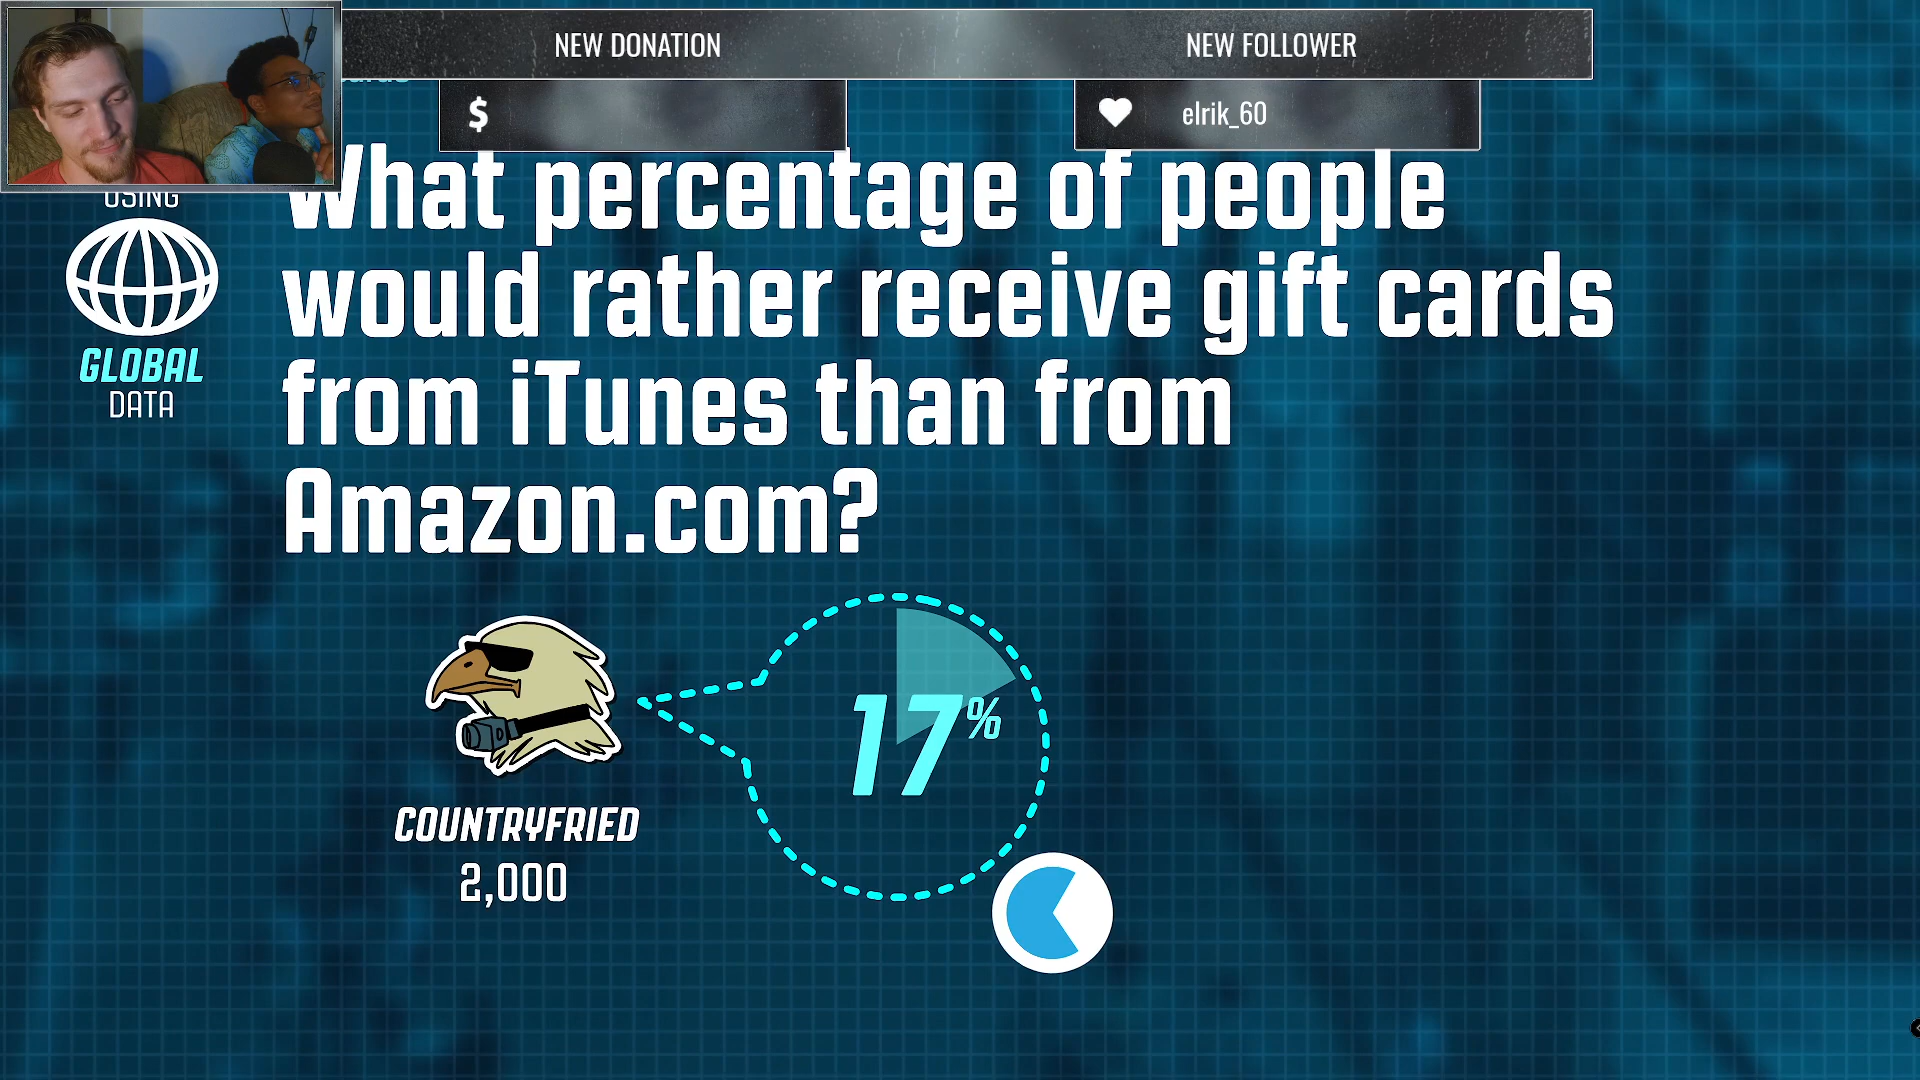 NEW DONATION
NEW FOLLOWER
$
elrik_60
USING
GLOBAL
DATA
What percentage of people
would rather receive gift cards
from iTunes than from
Amazon.com?
17%
COUNTRYFRIED
2,000